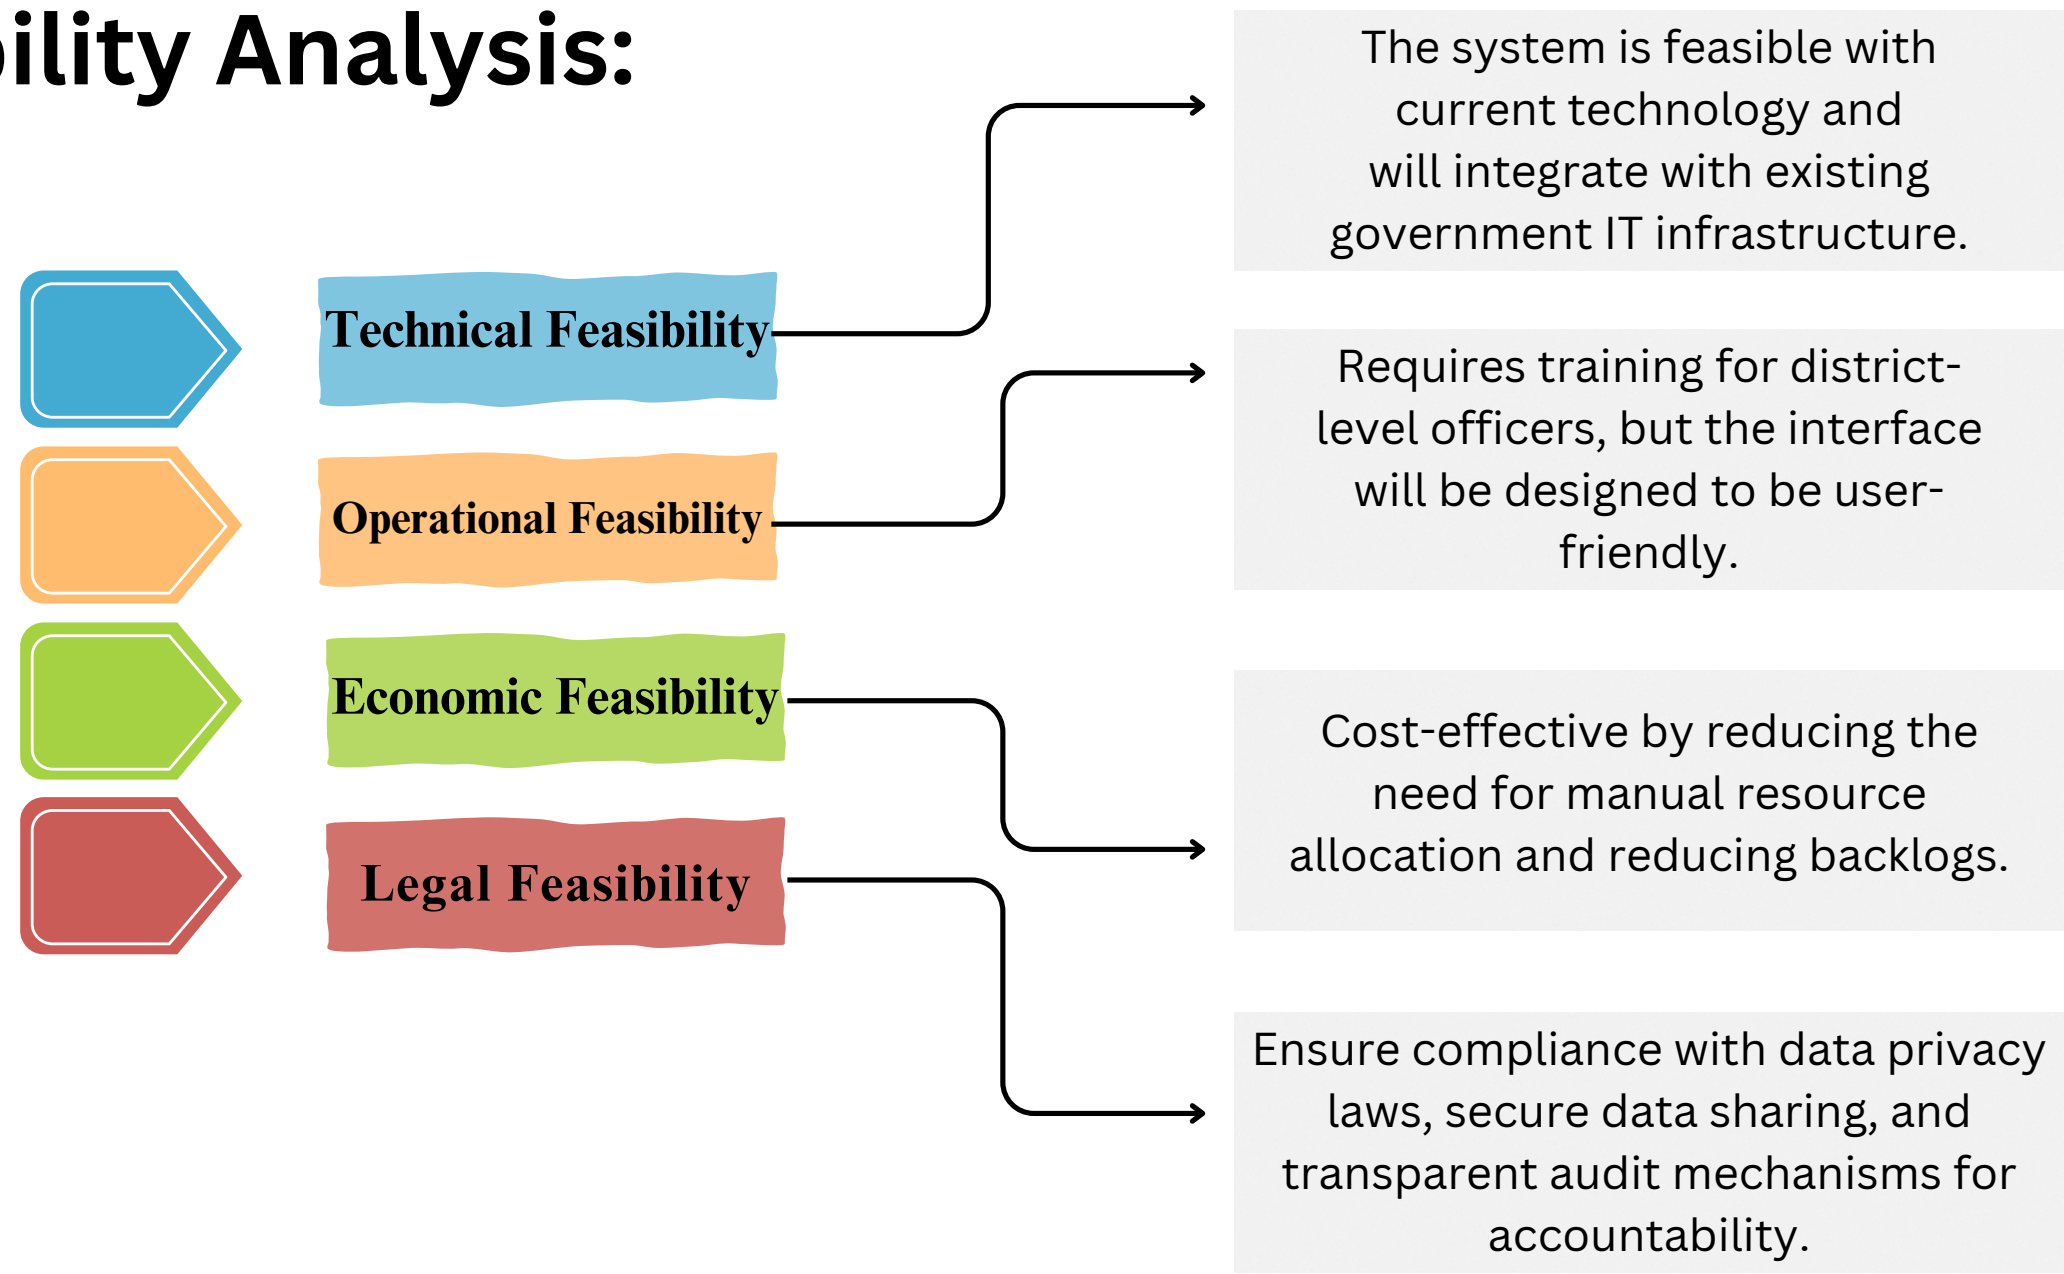 bility Analysis:
Technical Feasibility
The system is feasible with
current technology and
will integrate with existing
government IT infrastructure.
Operational Feasibility
Requires training for district-
level officers, but the interface
will be designed to be user-
friendly.
Economic Feasibility
Cost-effective by reducing the
need for manual resource
allocation and reducing backlogs.
Legal Feasibility
Ensure compliance with data privacy
laws, secure data sharing, and
transparent audit mechanisms for
accountability.